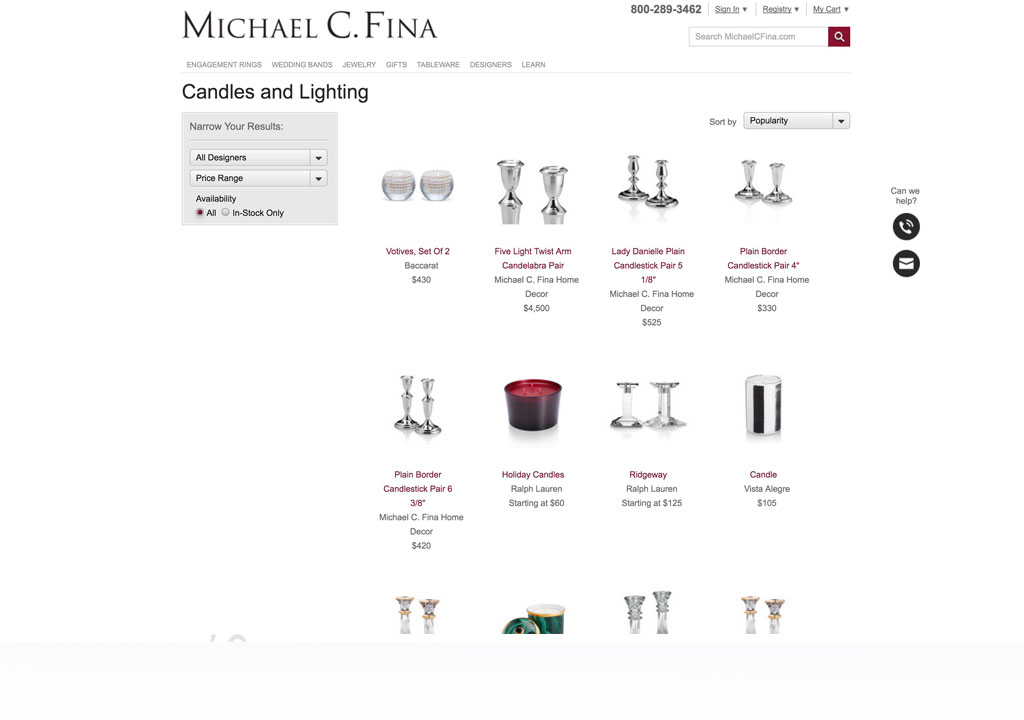 MICHAEL C. FINA
800-289-3462
Sign In ▼
Registry ▼
My Cart ▼
Search MichaelCFina.com
ENGAGEMENT RINGS
WEDDING BANDS
JEWELRY
GIFTS
TABLEWARE
DESIGNERS
LEARN
Candles and Lighting
Narrow Your Results:
All Designers
Price Range
Availability
All
In-Stock Only
Sort by
Popularity
Can we
help?
Votives, Set Of 2
Baccarat
$430
Five Light Twist Arm
Candelabra Pair
Michael C. Fina Home
Decor
$4,500
Lady Danielle Plain
Candlestick Pair 5
1/8"
Michael C. Fina Home
Decor
$525
Plain Border
Candlestick Pair 4"
Michael C. Fina Home
Decor
$330
Plain Border
Candlestick Pair 6
3/8"
Michael C. Fina Home
Decor
$420
Holiday Candles
Ralph Lauren
Starting at $60
Ridgeway
Ralph Lauren
Starting at $125
Candle
Vista Alegre
$105